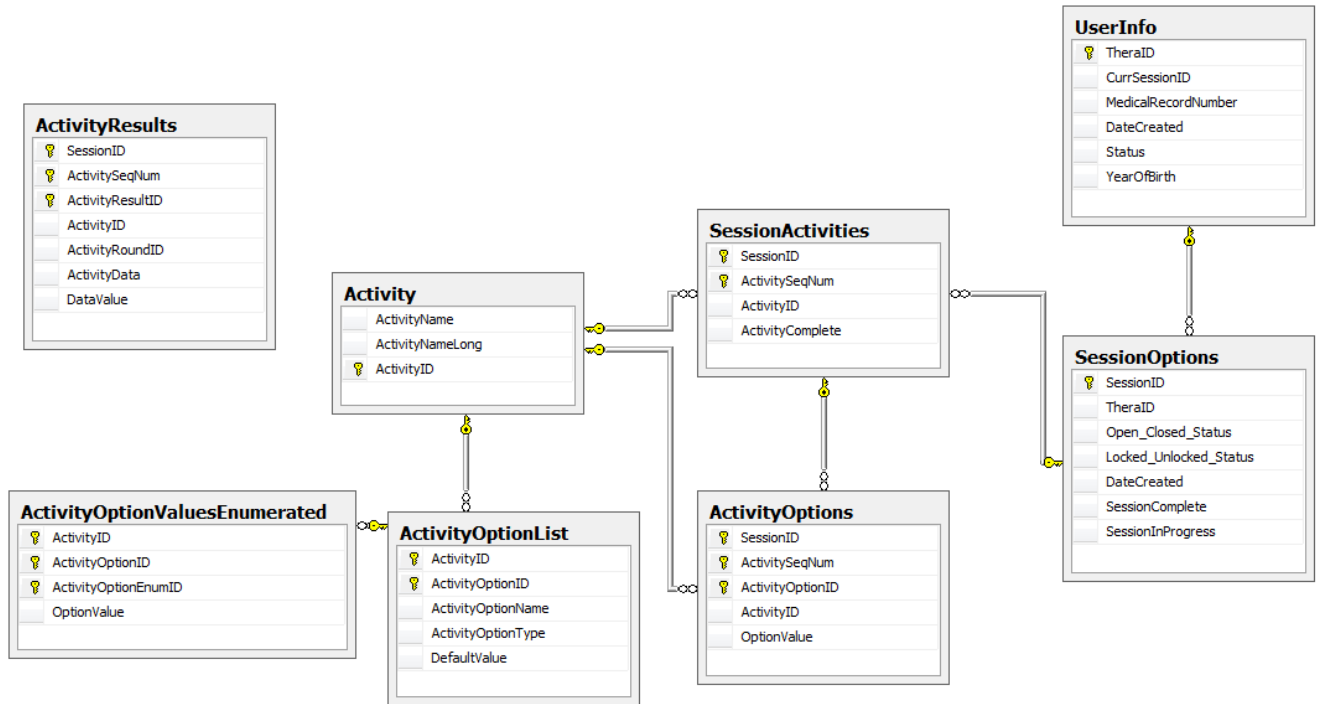 UserInfo
TheraID
CurrSessionID
MedicalRecordNumber
DateCreated
Status
YearOfBirth
ActivityResults
SessionID
ActivitySeqNum
ActivityResultID
ActivityID
ActivityRoundID
ActivityData
DataValue
SessionActivities
SessionID
ActivitySeqNum
ActivityID
ActivityComplete
Activity
ActivityName
ActivityNameLong
ActivityID
SessionOptions
SessionID
TheraID
Open_Closed_Status
Locked_Unlocked_Status
DateCreated
SessionComplete
SessionInProgress
ActivityOptionValuesEnumerated
ActivityID
ActivityOptionID
ActivityOptionEnumID
OptionValue
ActivityOptionList
ActivityID
ActivityOptionID
ActivityOptionName
ActivityOptionType
DefaultValue
ActivityOptions
SessionID
ActivitySeqNum
ActivityOptionID
ActivityID
OptionValue